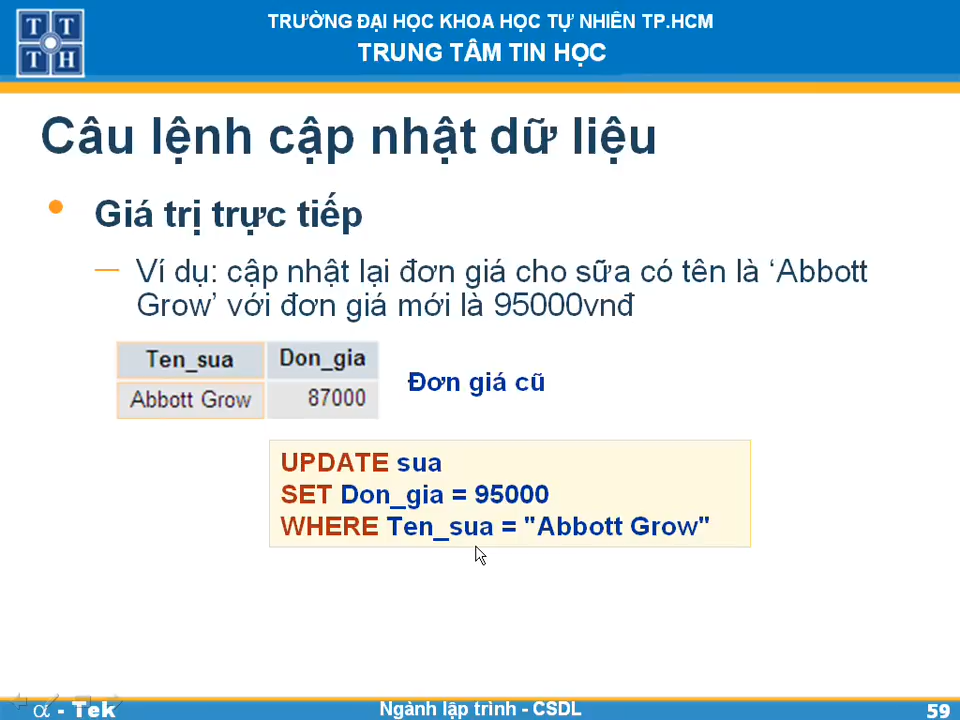 T T
T H
TRƯỜNG ĐẠI HỌC KHOA HỌC TỰ NHIÊN TP.HCM
TRUNG TÂM TIN HỌC
Câu lệnh cập nhật dữ liệu
• Giá trị trực tiếp
– Ví dụ: cập nhật lại đơn giá cho sữa có tên là ‘Abbott
Grow’ với đơn giá mới là 95000vnđ
Ten_sua Don_gia
Abbott Grow 87000
Đơn giá cũ
UPDATE sua
SET Don_gia = 95000
WHERE Ten_sua = "Abbott Grow"
α - Tek
Ngành lập trình - CSDL
59